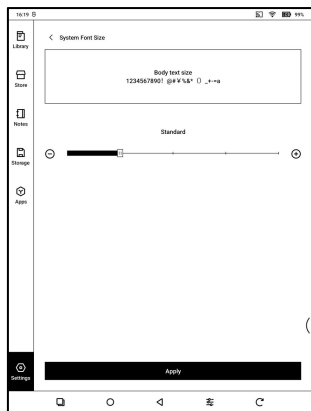 16:19
99%
Library
Store
Notes
Storage
Apps
Settings
System Font Size
Body text size
1234567890! @#￥%&* () _+-=a
Standard
Apply